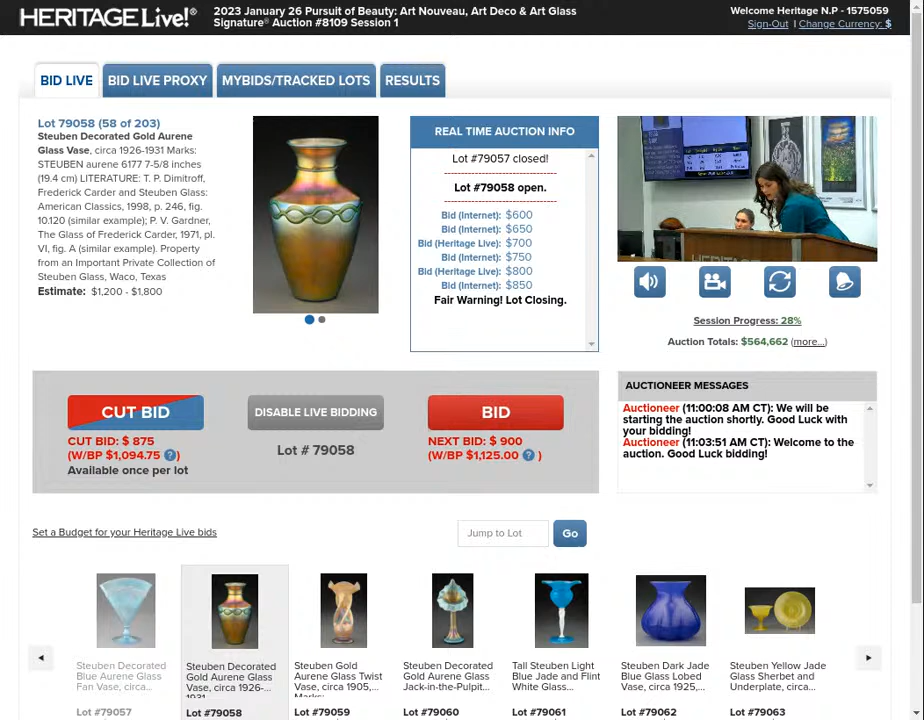 HERITAGE Live!®
2023 January 26 Pursuit of Beauty: Art Nouveau, Art Deco & Art Glass
Signature® Auction #8109 Session 1
Welcome Heritage N.P - 1575059
Sign-Out | Change Currency: $
BID LIVE
BID LIVE PROXY
MYBIDS/TRACKED LOTS
RESULTS
Lot 79058 (58 of 203)
Steuben Decorated Gold Aurene
Glass Vase, circa 1926-1931 Marks:
STEUBEN aurene 6177 7-5/8 inches
(19.4 cm) LITERATURE: T. P. Dimitroff,
Frederick Carder and Steuben Glass:
American Classics, 1998, p. 246, fig.
10.120 (similar example); P. V. Gardner,
The Glass of Frederick Carder, 1971, pl.
VI, fig. A (similar example). Property
from an Important Private Collection of
Steuben Glass, Waco, Texas
Estimate: $1,200 - $1,800
REAL TIME AUCTION INFO
Lot #79057 closed!
------------------------------
Lot #79058 open.
------------------------------
Bid (Internet): $600
Bid (Internet): $650
Bid (Heritage Live): $700
Bid (Internet): $750
Bid (Heritage Live): $800
Bid (Internet): $850
Fair Warning! Lot Closing.
HERITAGE
Session Progress: 28%
Auction Totals: $564,662 (more...)
CUT BID
CUT BID: $ 875
(W/BP $1,094.75 ? )
Available once per lot
DISABLE LIVE BIDDING
Lot # 79058
BID
NEXT BID: $ 900
(W/BP $1,125.00 ? )
AUCTIONEER MESSAGES
Auctioneer (11:00:08 AM CT): We will be
starting the auction shortly. Good Luck with
your bidding!
Auctioneer (11:03:51 AM CT): Welcome to the
auction. Good Luck bidding!
Set a Budget for your Heritage Live bids
Jump to Lot
Go
Steuben Decorated
Blue Aurene Glass
Fan Vase, circa...
Lot #79057
Steuben Decorated
Gold Aurene Glass
Vase, circa 1926-
1931
Lot #79058
Steuben Gold
Aurene Glass Twist
Vase, circa 1905,...
Marks:
Lot #79059
Steuben Decorated
Gold Aurene Glass
Jack-in-the-Pulpit...
Lot #79060
Tall Steuben Light
Blue Jade and Flint
White Glass...
Lot #79061
Steuben Dark Jade
Blue Glass Lobed
Vase, circa 1925,...
Lot #79062
Steuben Yellow Jade
Glass Sherbet and
Underplate, circa...
Lot #79063